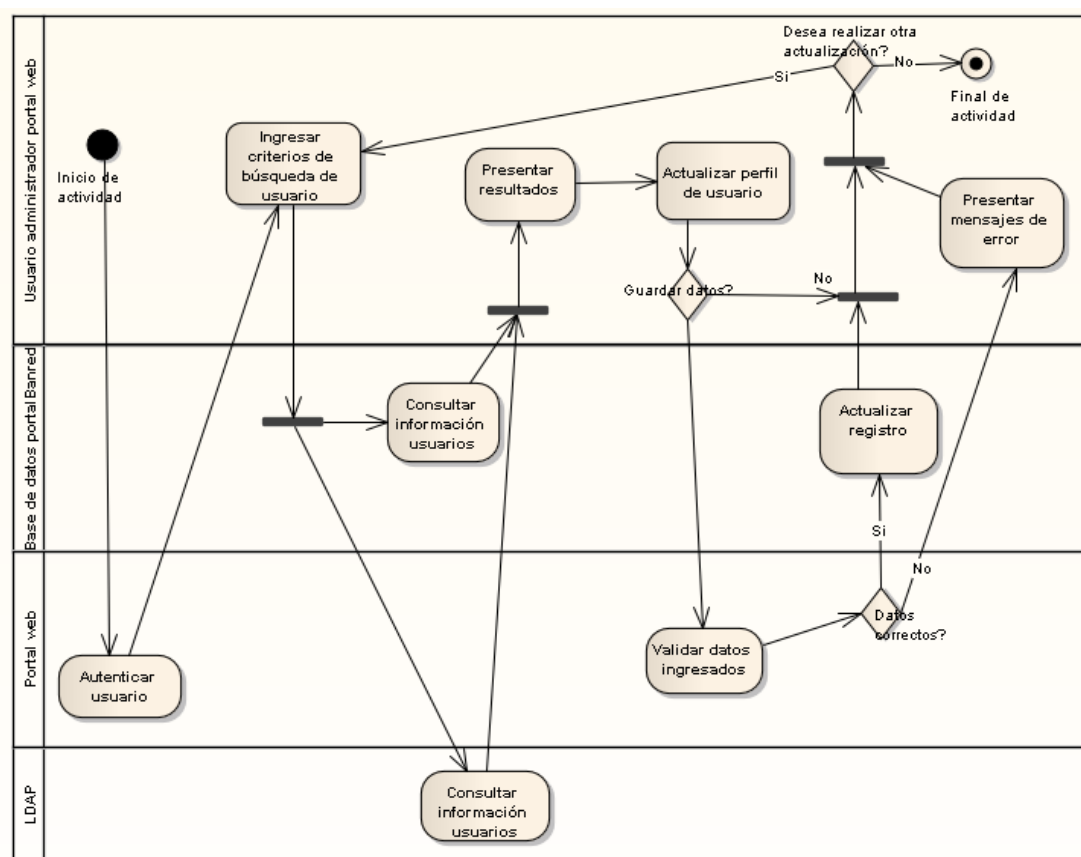 Usuario administrador portal web
Desea realizar otra
actualización?
Si
No
Final de
actividad
Inicio de
actividad
Ingresar
criterios de
búsqueda de
usuario
Presentar
resultados
Actualizar perfil
de usuario
Presentar
mensajes de
error
Guardar datos?
No
Base de datos portal Banred
Consultar
información
usuarios
Actualizar
registro
Si
No
Portal web
Autenticar
usuario
Validar datos
ingresados
Datos
correctos?
LDAP
Consultar
información
usuarios